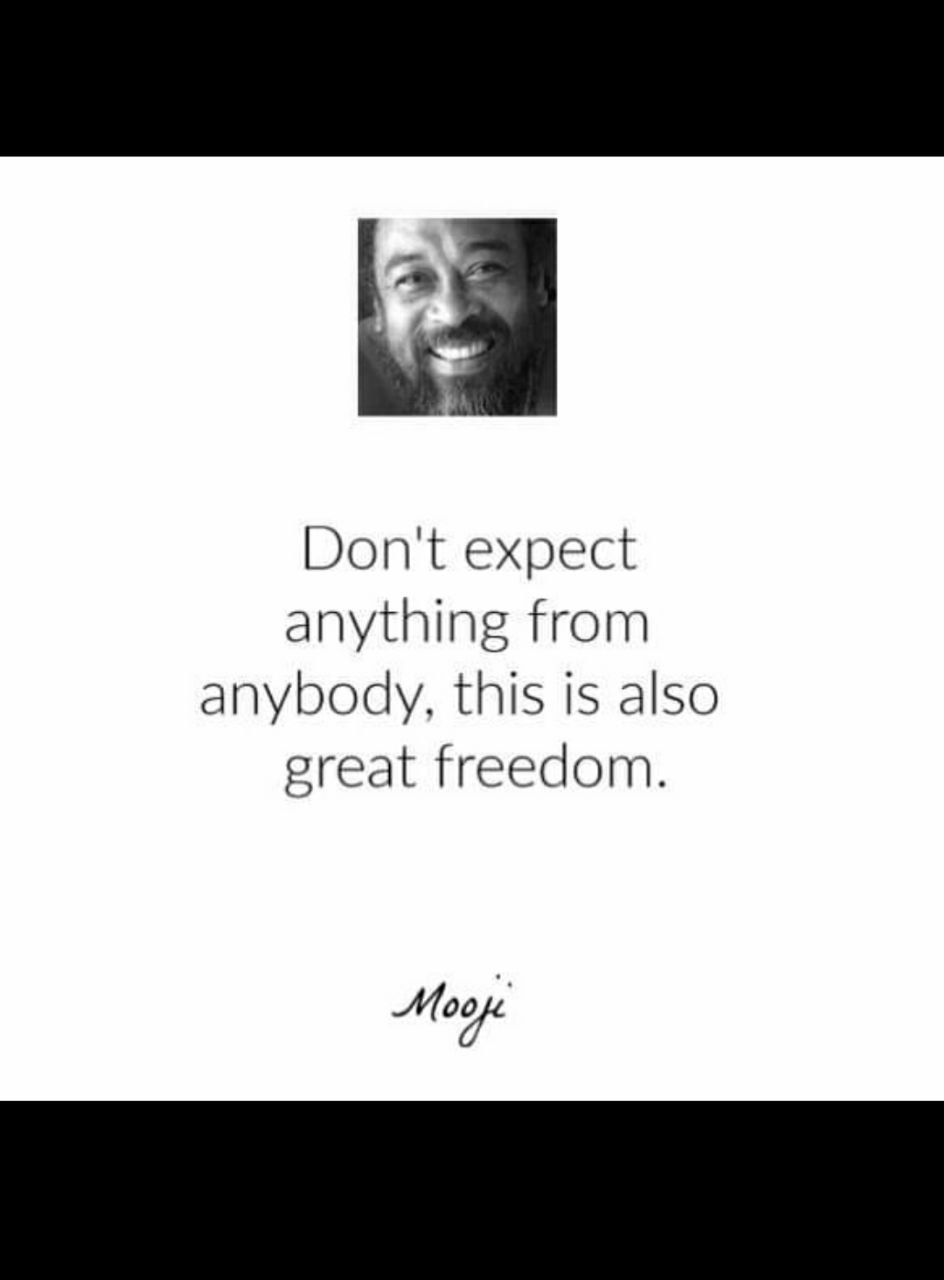 Don't expect
anything from
anybody, this is also
great freedom.
Mooji